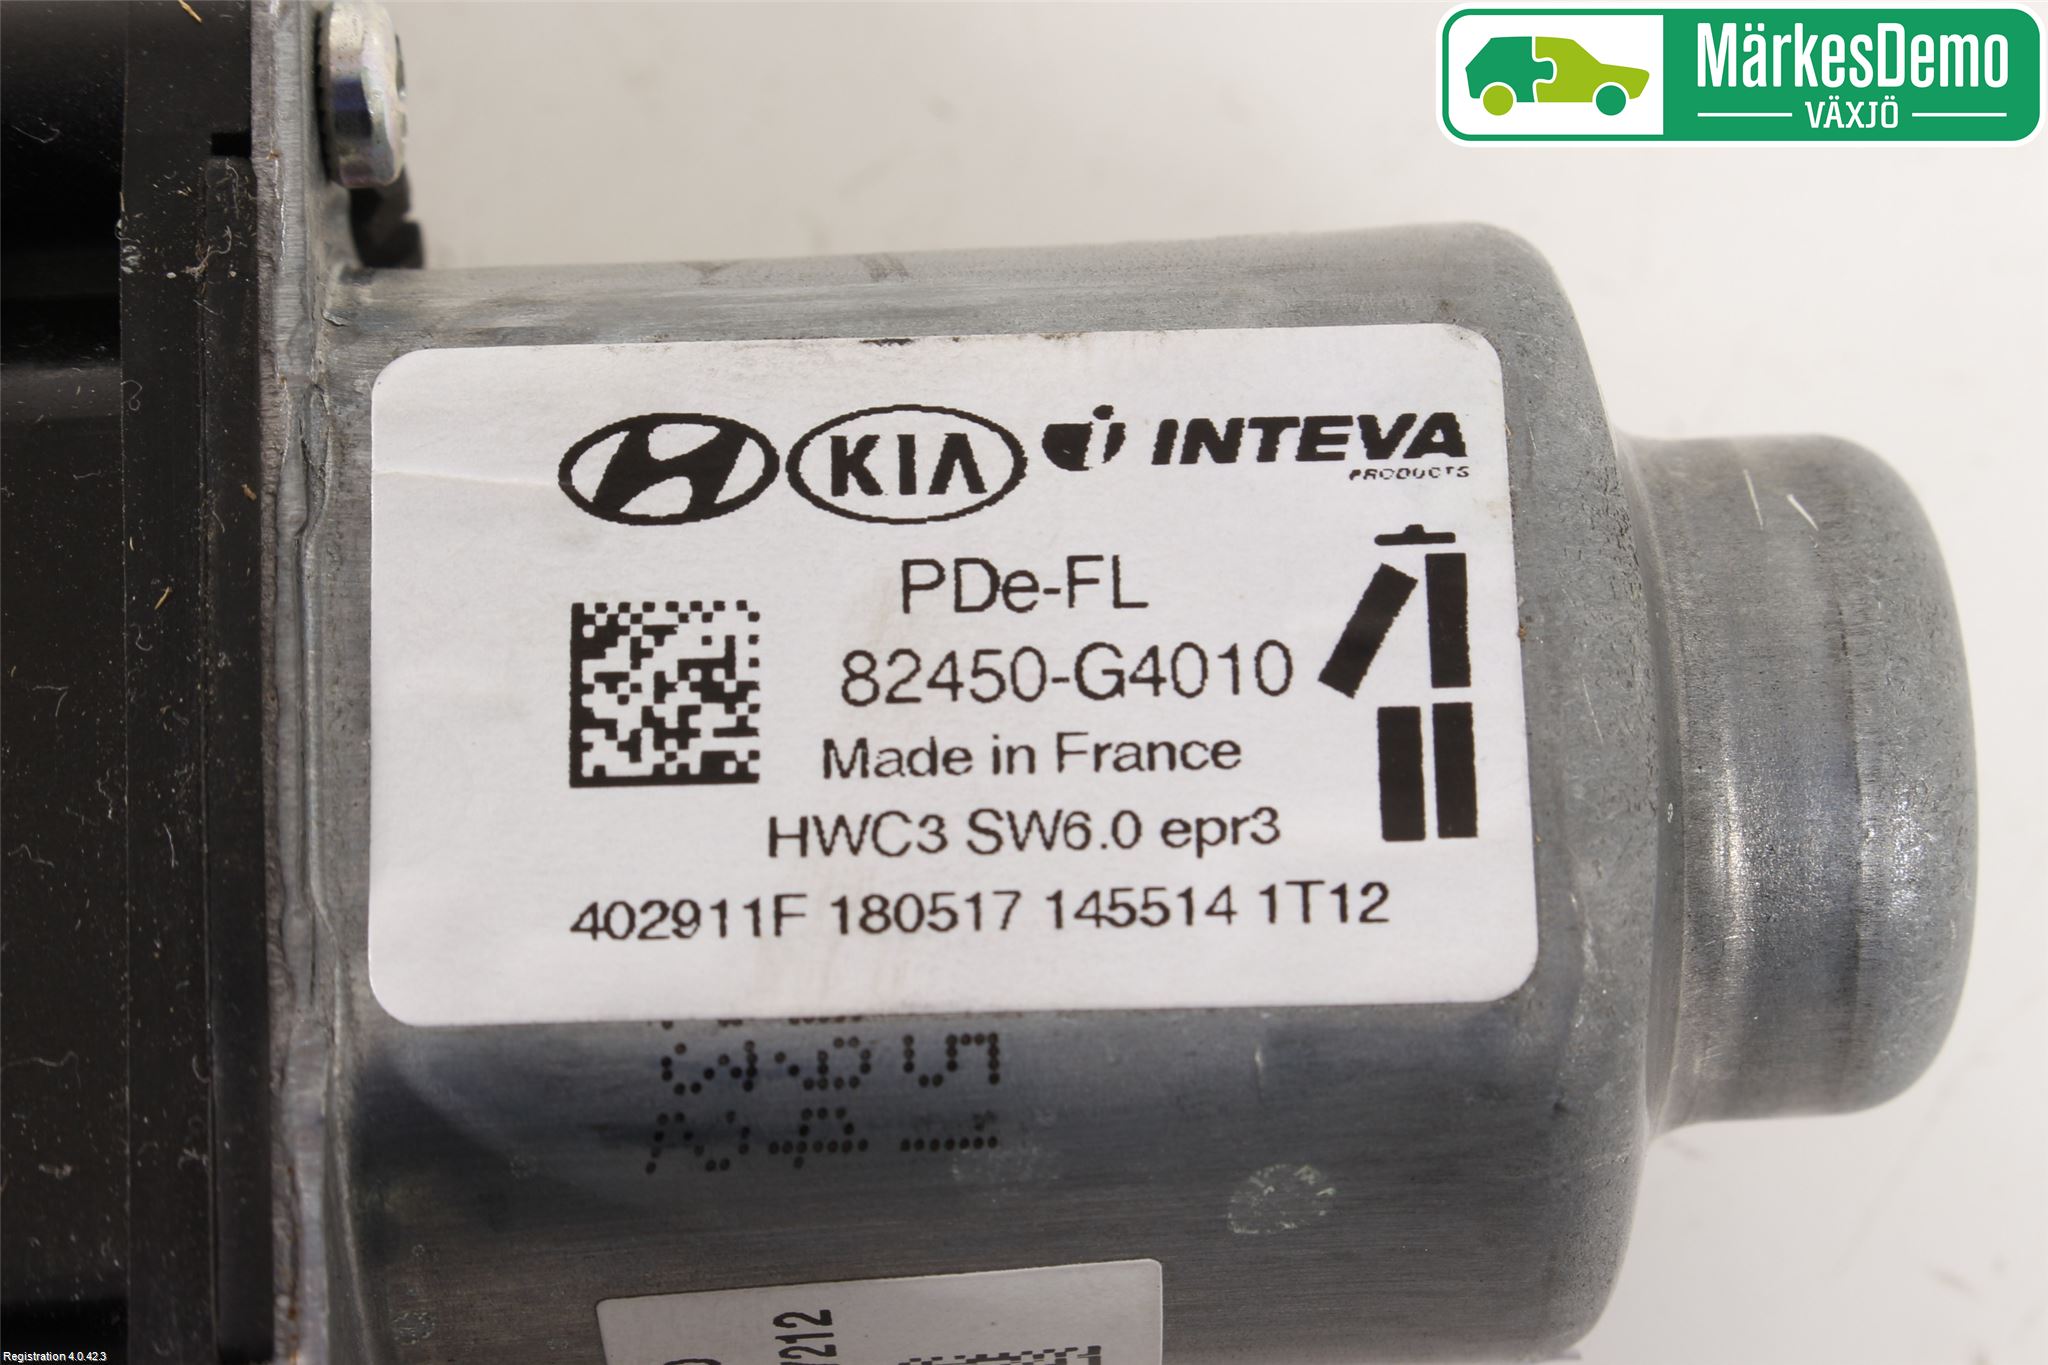 MärkesDemo
VÄXJÖ
KIA INTEVA
PRODUCTS
PDe-FL
82450-G4010
Made in France
HWC3 SW6.0 epr3
402911F 180517 145514 1T12
Registration 4.0.42.3